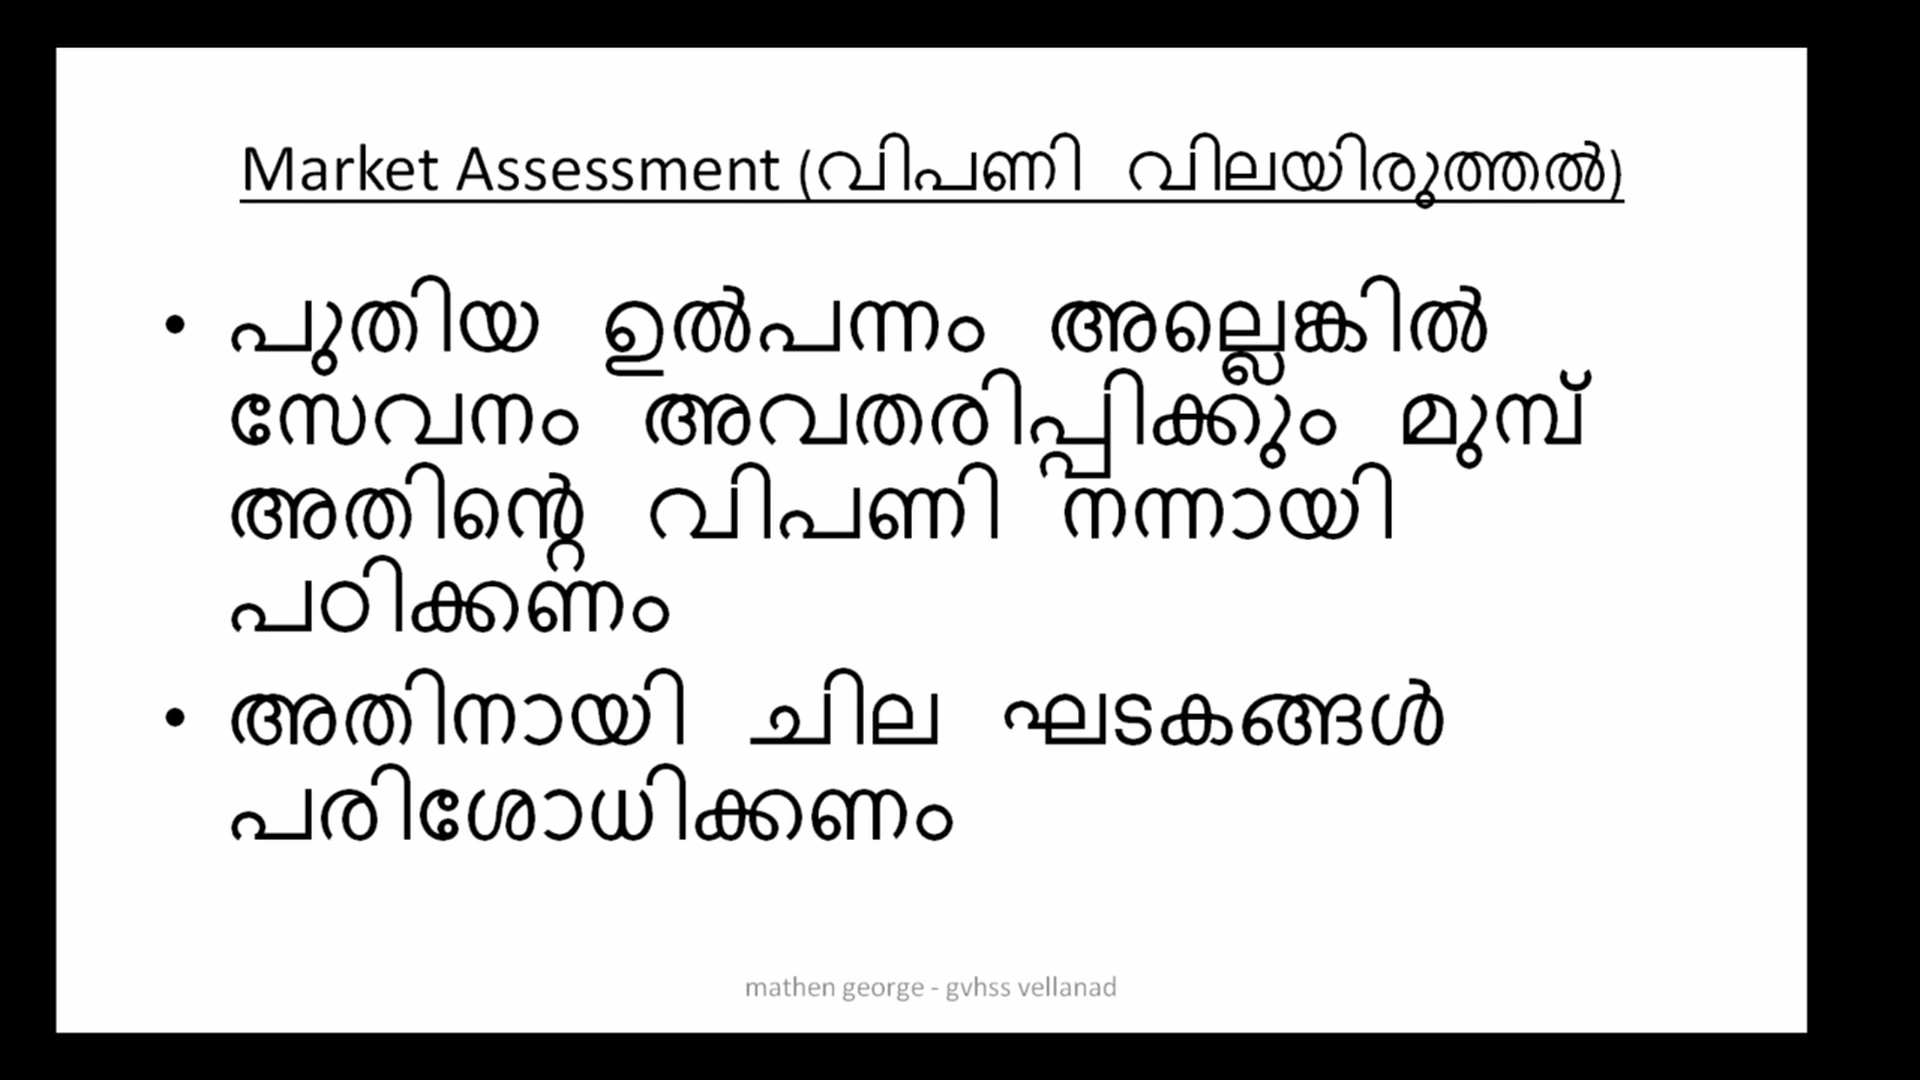 Market Assessment (വിപണി വിലയിരുത്തൽ)
• പുതിയ ഉൽപന്നം അല്ലെങ്കിൽ
സേവനം അവതരിപ്പിക്കും മുമ്പ്
അതിന്റെ വിപണി നന്നായി
പഠിക്കണം
• അതിനായി ചില ഘടകങ്ങൾ
പരിശോധിക്കണം
mathen george - gvhss vellanad